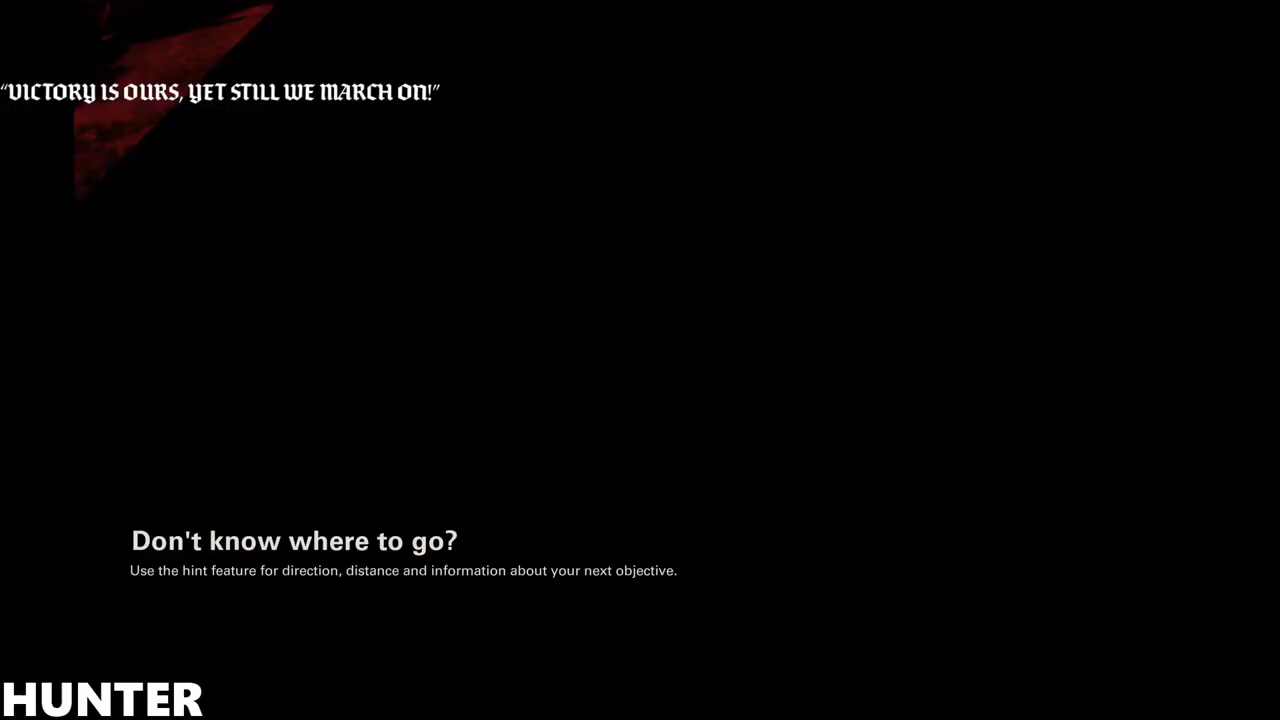 “VICTORY IS OURS, YET STILL WE MARCH ON!”
Don't know where to go?
Use the hint feature for direction, distance and information about your next objective.
HUNTER